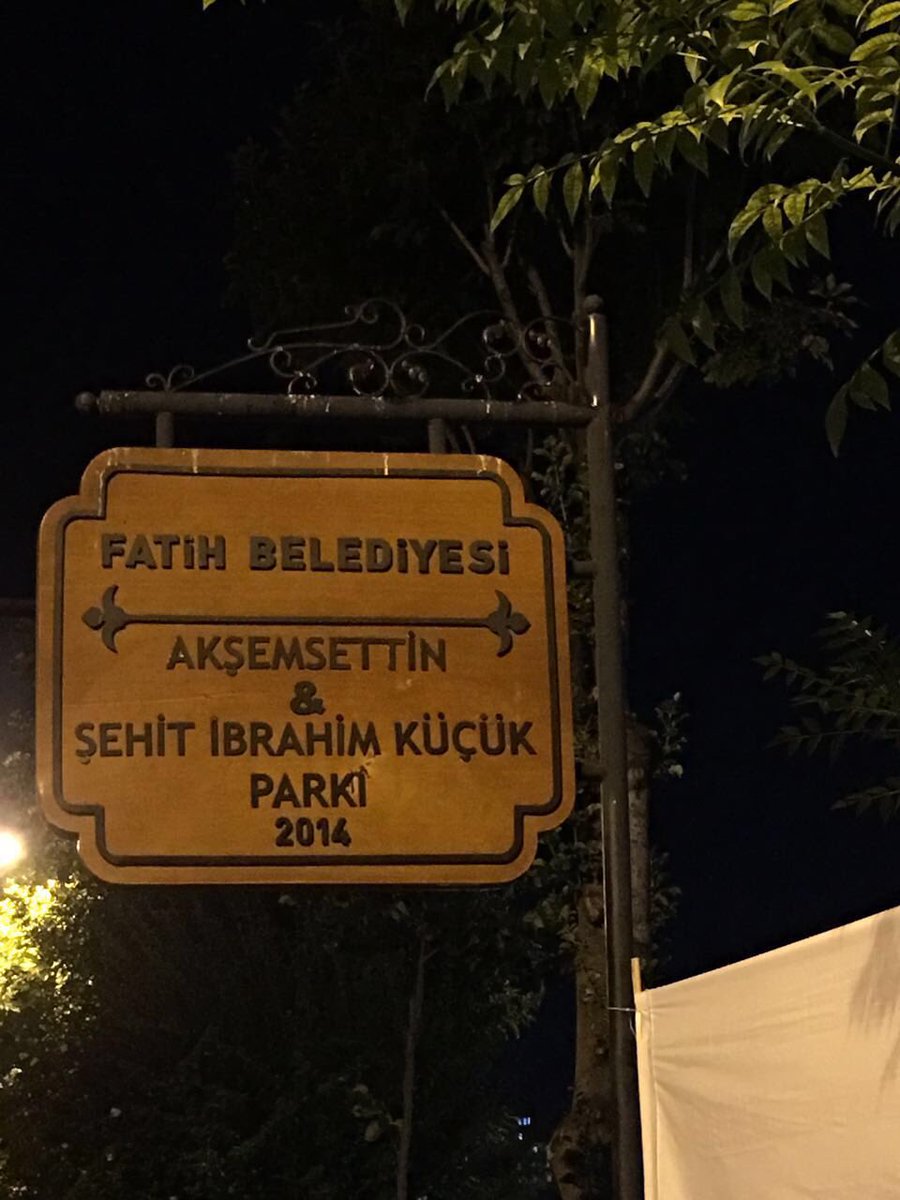 FATİH BELEDİYESİ
AKŞEMSETTİN
&
ŞEHİT İBRAHİM KÜÇÜK
PARKI
2014